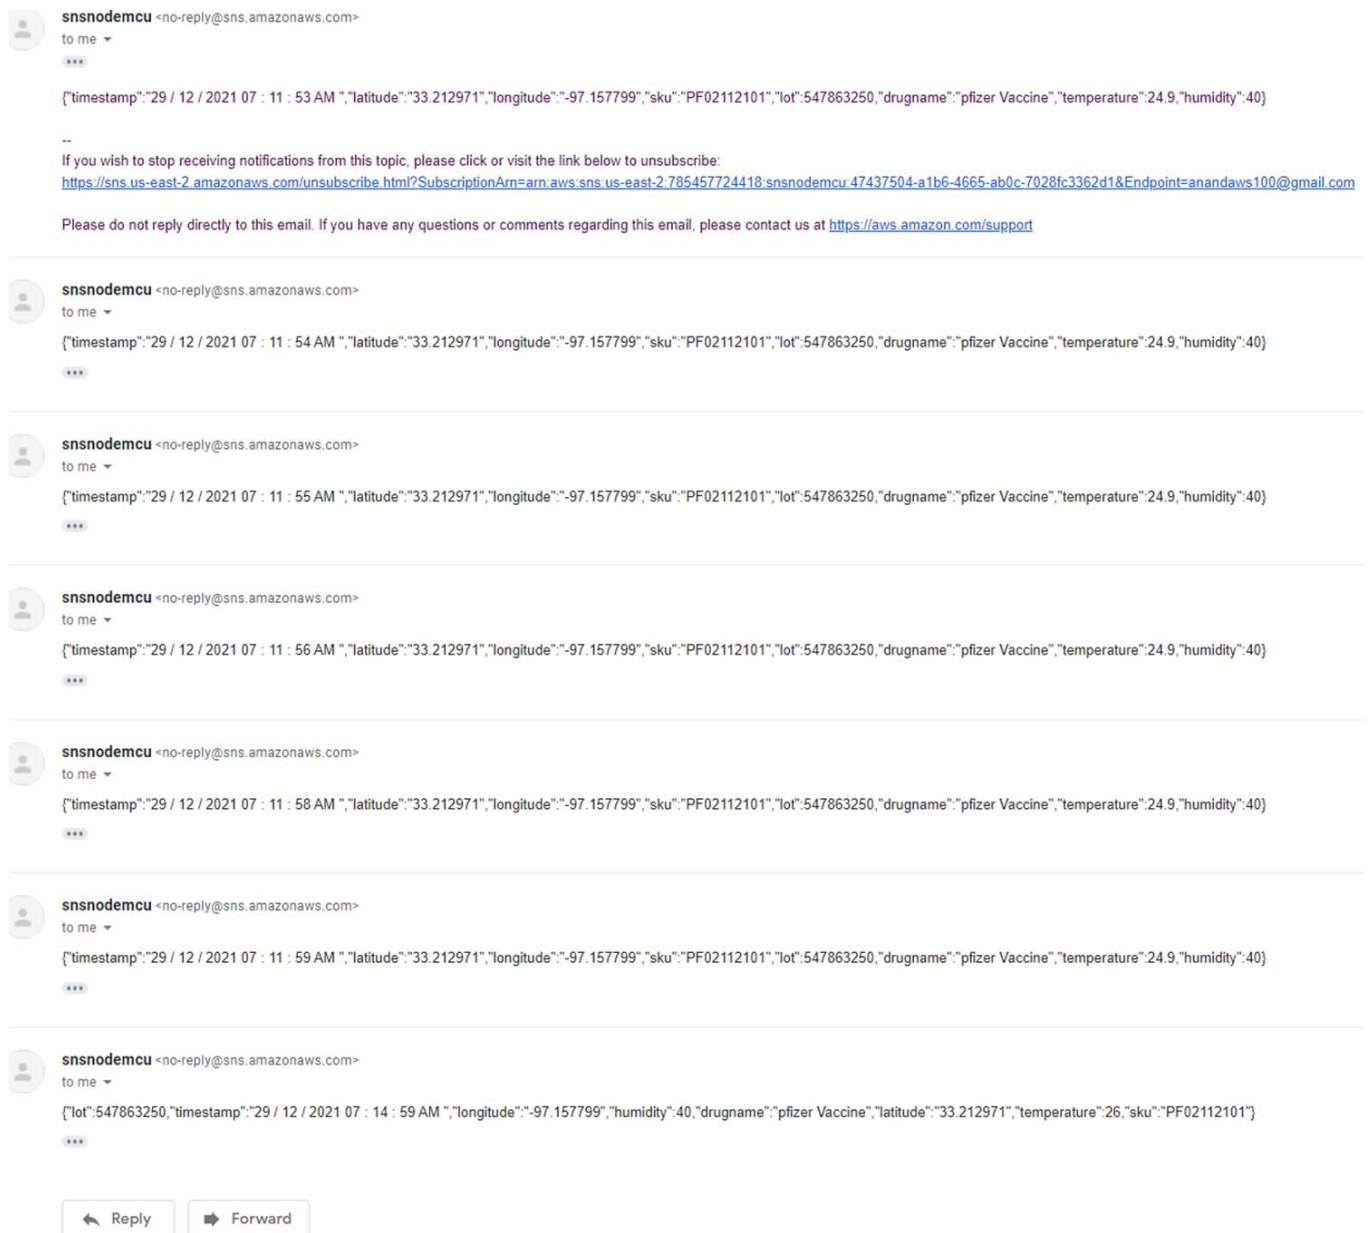 snsnodemcu <no-reply@sns.amazonaws.com>
to me
{"timestamp":"29 / 12 / 2021 07 : 11 : 53 AM ","latitude":"33.212971","longitude":"-97.157799","sku":"PF02112101","lot":547863250,"drugname":"pfizer Vaccine","temperature":24.9,"humidity":40}
--
If you wish to stop receiving notifications from this topic, please click or visit the link below to unsubscribe:
https://sns.us-east-2.amazonaws.com/unsubscribe.html?SubscriptionArn=arn:aws:sns:us-east-2:785457724418:snsnodemcu:47437504-a1b6-4665-ab0c-7028fc3362d1&Endpoint=anandaws100@gmail.com
Please do not reply directly to this email. If you have any questions or comments regarding this email, please contact us at https://aws.amazon.com/support
snsnodemcu <no-reply@sns.amazonaws.com>
to me
{"timestamp":"29 / 12 / 2021 07 : 11 : 54 AM ","latitude":"33.212971","longitude":"-97.157799","sku":"PF02112101","lot":547863250,"drugname":"pfizer Vaccine","temperature":24.9,"humidity":40}
snsnodemcu <no-reply@sns.amazonaws.com>
to me
{"timestamp":"29 / 12 / 2021 07 : 11 : 55 AM ","latitude":"33.212971","longitude":"-97.157799","sku":"PF02112101","lot":547863250,"drugname":"pfizer Vaccine","temperature":24.9,"humidity":40}
snsnodemcu <no-reply@sns.amazonaws.com>
to me
{"timestamp":"29 / 12 / 2021 07 : 11 : 56 AM ","latitude":"33.212971","longitude":"-97.157799","sku":"PF02112101","lot":547863250,"drugname":"pfizer Vaccine","temperature":24.9,"humidity":40}
snsnodemcu <no-reply@sns.amazonaws.com>
to me
{"timestamp":"29 / 12 / 2021 07 : 11 : 58 AM ","latitude":"33.212971","longitude":"-97.157799","sku":"PF02112101","lot":547863250,"drugname":"pfizer Vaccine","temperature":24.9,"humidity":40}
snsnodemcu <no-reply@sns.amazonaws.com>
to me
{"timestamp":"29 / 12 / 2021 07 : 11 : 59 AM ","latitude":"33.212971","longitude":"-97.157799","sku":"PF02112101","lot":547863250,"drugname":"pfizer Vaccine","temperature":24.9,"humidity":40}
snsnodemcu <no-reply@sns.amazonaws.com>
to me
{"lot":547863250,"timestamp":"29 / 12 / 2021 07 : 14 : 59 AM ","longitude":"-97.157799","humidity":40,"drugname":"pfizer Vaccine","latitude":"33.212971","temperature":26,"sku":"PF02112101"}
Reply Forward